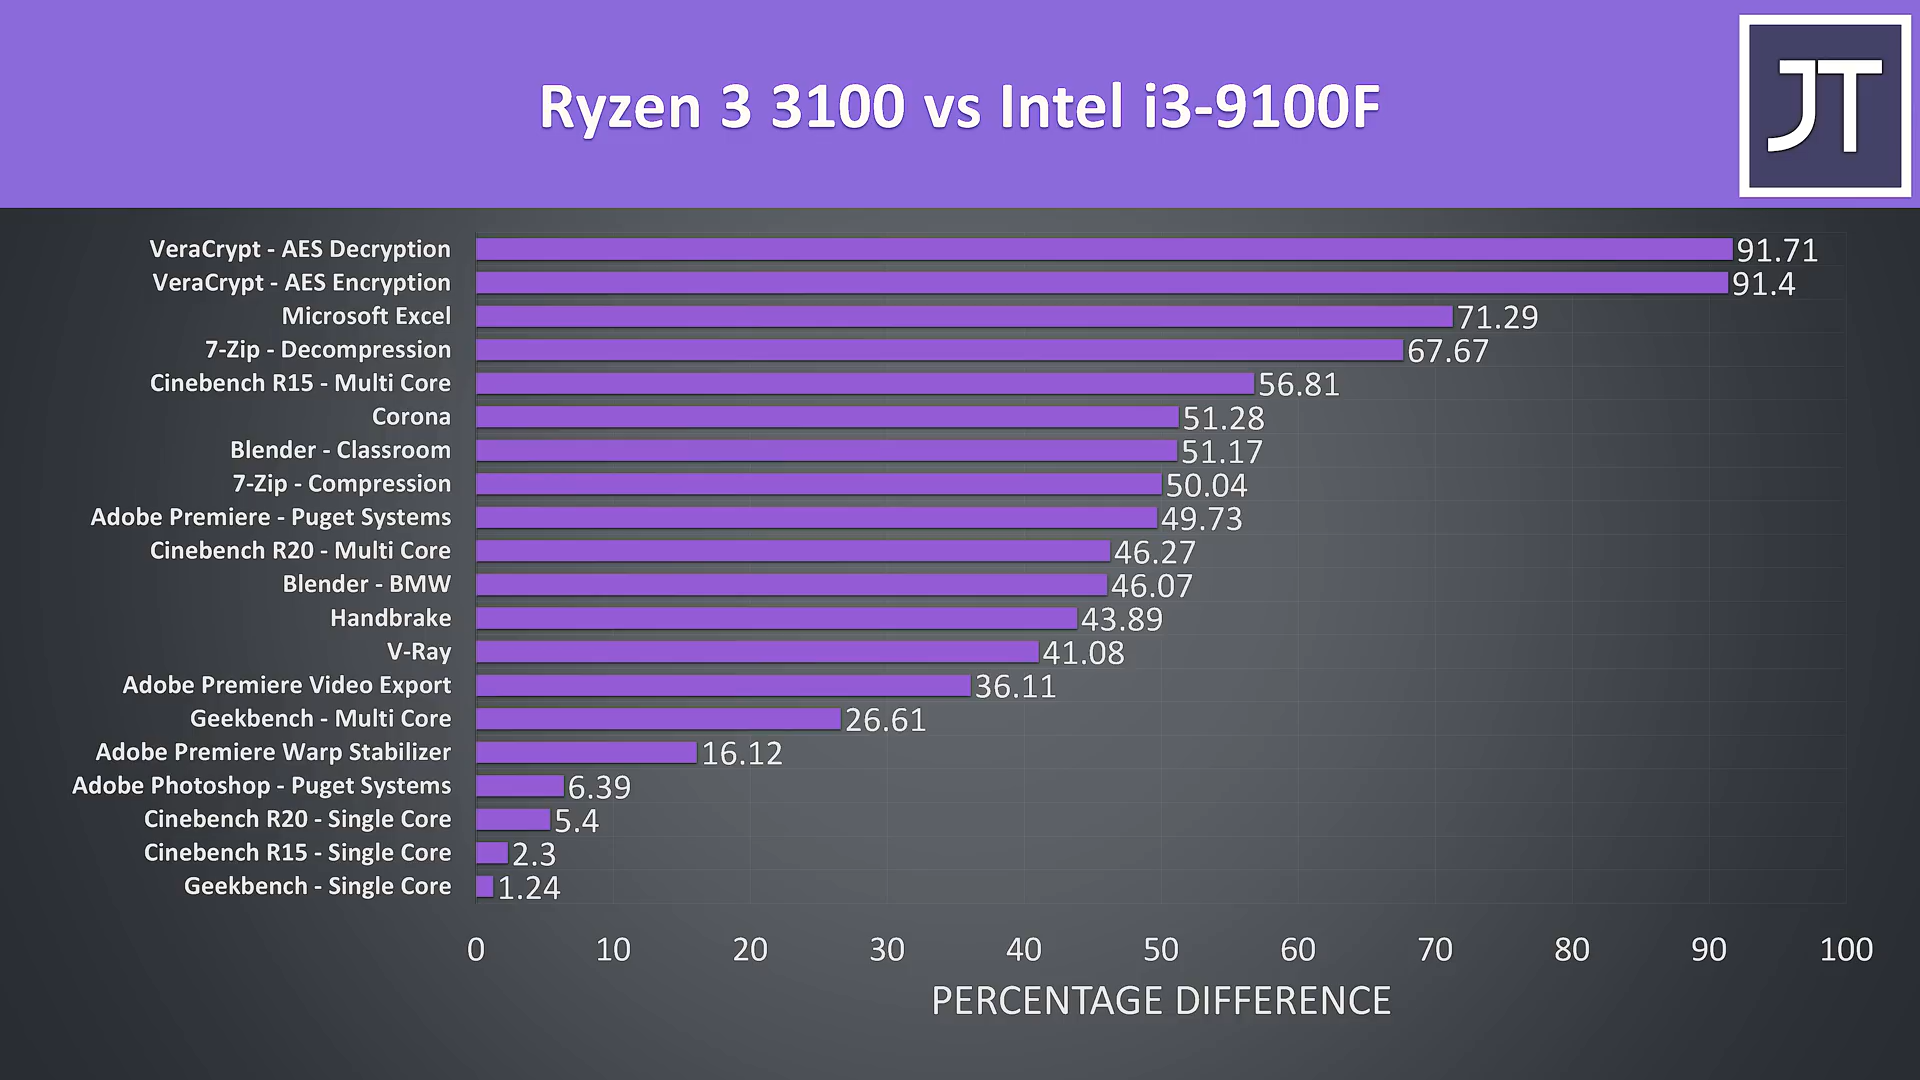 Ryzen 3 3100 vs Intel i3-9100F
JT
VeraCrypt - AES Decryption 91.71
VeraCrypt - AES Encryption 91.4
Microsoft Excel 71.29
7-Zip - Decompression 67.67
Cinebench R15 - Multi Core 56.81
Corona 51.28
Blender - Classroom 51.17
7-Zip - Compression 50.04
Adobe Premiere - Puget Systems 49.73
Cinebench R20 - Multi Core 46.27
Blender - BMW 46.07
Handbrake 43.89
V-Ray 41.08
Adobe Premiere Video Export 36.11
Geekbench - Multi Core 26.61
Adobe Premiere Warp Stabilizer 16.12
Adobe Photoshop - Puget Systems 6.39
Cinebench R20 - Single Core 5.4
Cinebench R15 - Single Core 2.3
Geekbench - Single Core 1.24
0 10 20 30 40 50 60 70 80 90 100
PERCENTAGE DIFFERENCE